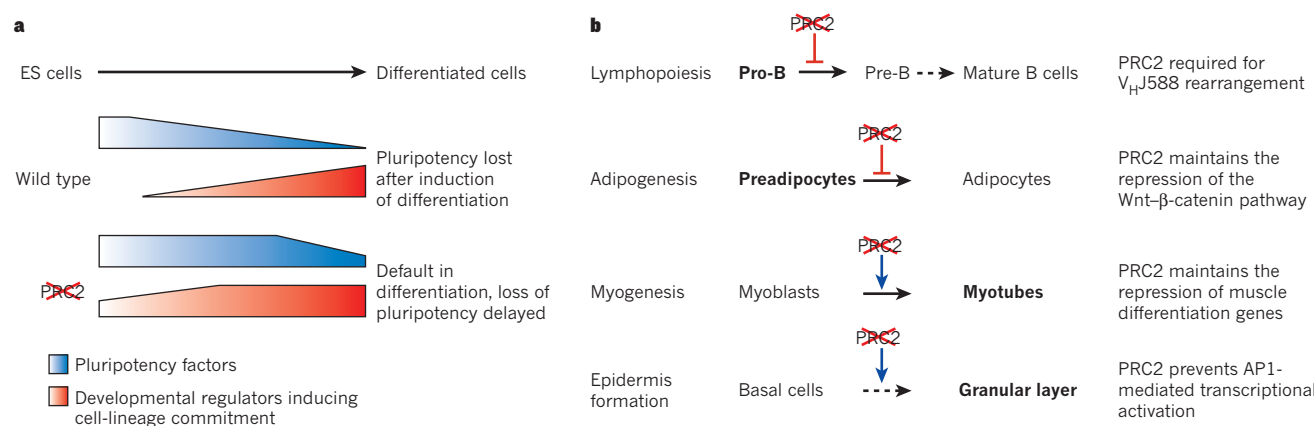 a
ES cells
Differentiated cells
Wild type
Pluripotency lost
after induction
of differentiation
PRC2
Default in
differentiation, loss of
pluripotency delayed
Pluripotency factors
Developmental regulators inducing
cell-lineage commitment
b
PRC2
Lymphopoiesis Pro-B Pre-B Mature B cells
PRC2 required for
VHJ588 rearrangement
PRC2
Adipogenesis Preadipocytes Adipocytes
PRC2 maintains the
repression of the
Wnt–β-catenin pathway
PRC2
Myogenesis Myoblasts Myotubes
PRC2 maintains the
repression of muscle
differentiation genes
PRC2
Epidermis
formation
Basal cells Granular layer
PRC2 prevents AP1-
mediated transcriptional
activation